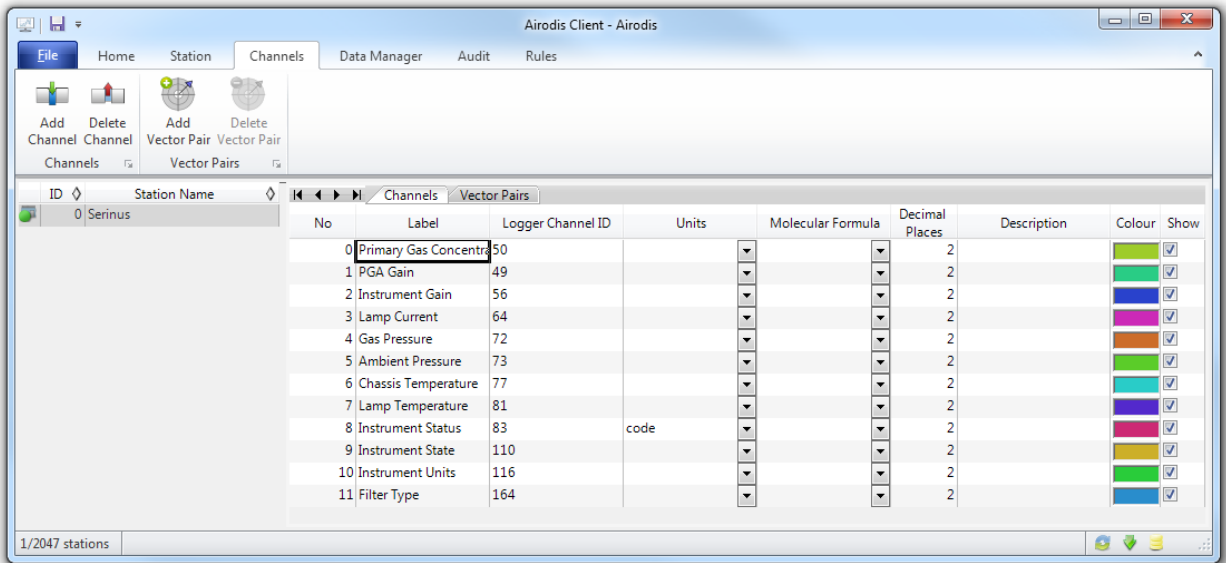 Airodis Client - Airodis
File Home Station Channels Data Manager Audit Rules
Add Channel Delete Channel Add Vector Pair Delete Vector Pair
Channels Vector Pairs
ID Station Name Channels Vector Pairs
0 Serinus
No Label Logger Channel ID Units Molecular Formula Decimal Places Description Colour Show
0 Primary Gas Concentra 50 2
1 PGA Gain 49 2
2 Instrument Gain 56 2
3 Lamp Current 64 2
4 Gas Pressure 72 2
5 Ambient Pressure 73 2
6 Chassis Temperature 77 2
7 Lamp Temperature 81 2
8 Instrument Status 83 code 2
9 Instrument State 110 2
10 Instrument Units 116 2
11 Filter Type 164 2
1/2047 stations